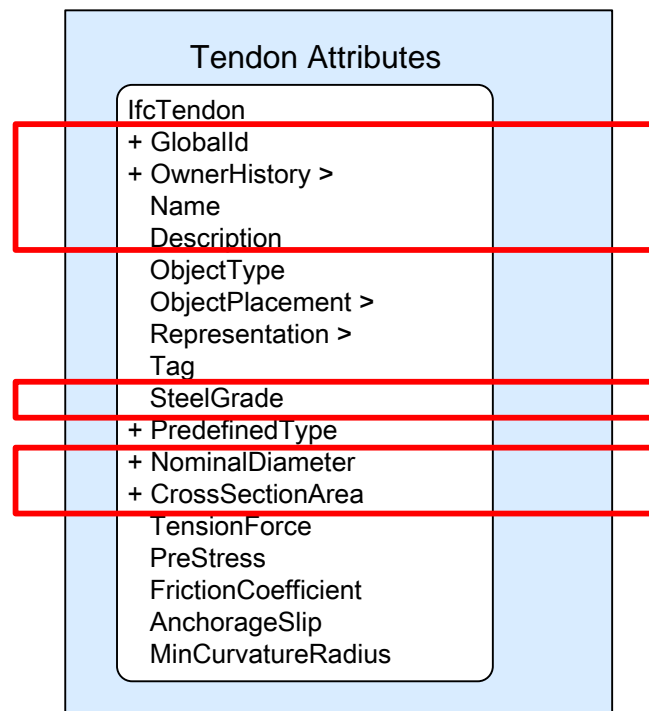 Tendon Attributes
IfcTendon
+ GlobalId
+ OwnerHistory >
Name
Description
ObjectType
ObjectPlacement >
Representation >
Tag
SteelGrade
+ PredefinedType
+ NominalDiameter
+ CrossSectionArea
TensionForce
PreStress
FrictionCoefficient
AnchorageSlip
MinCurvatureRadius